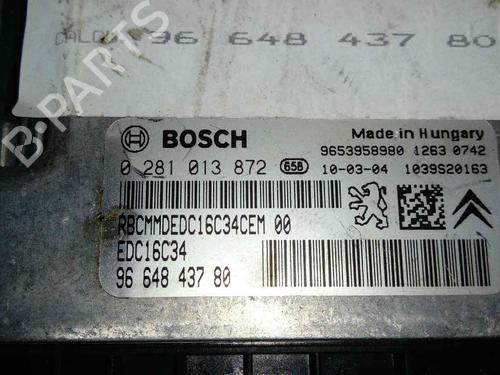 CALQ. 96 648 437 80
BOSCH
Made in Hungary
9653958980 1263 0742
0 281 013 872 658 10-03-04 1039S20163
RBCMMDEDC16C34CEM 00
EDC16C34
96 648 437 80
B-PARTS